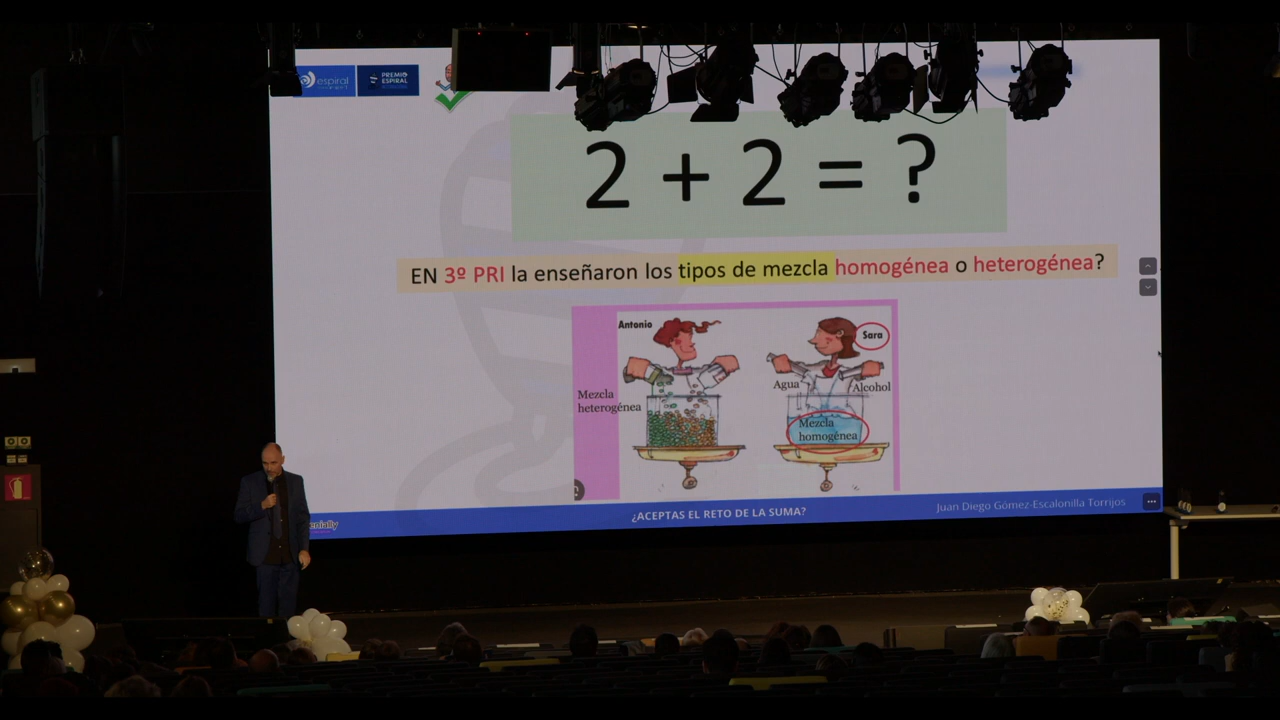 espiral
PREMIO
ESPIRAL
2 + 2 = ?
EN 3º PRI la enseñaron los tipos de mezcla homogénea o heterogénea?
Antonio
Sara
Agua
Alcohol
Mezcla
heterogénea
Mezcla
homogénea
enially
¿ACEPTAS EL RETO DE LA SUMA?
Juan Diego Gómez-Escalonilla Torrijos